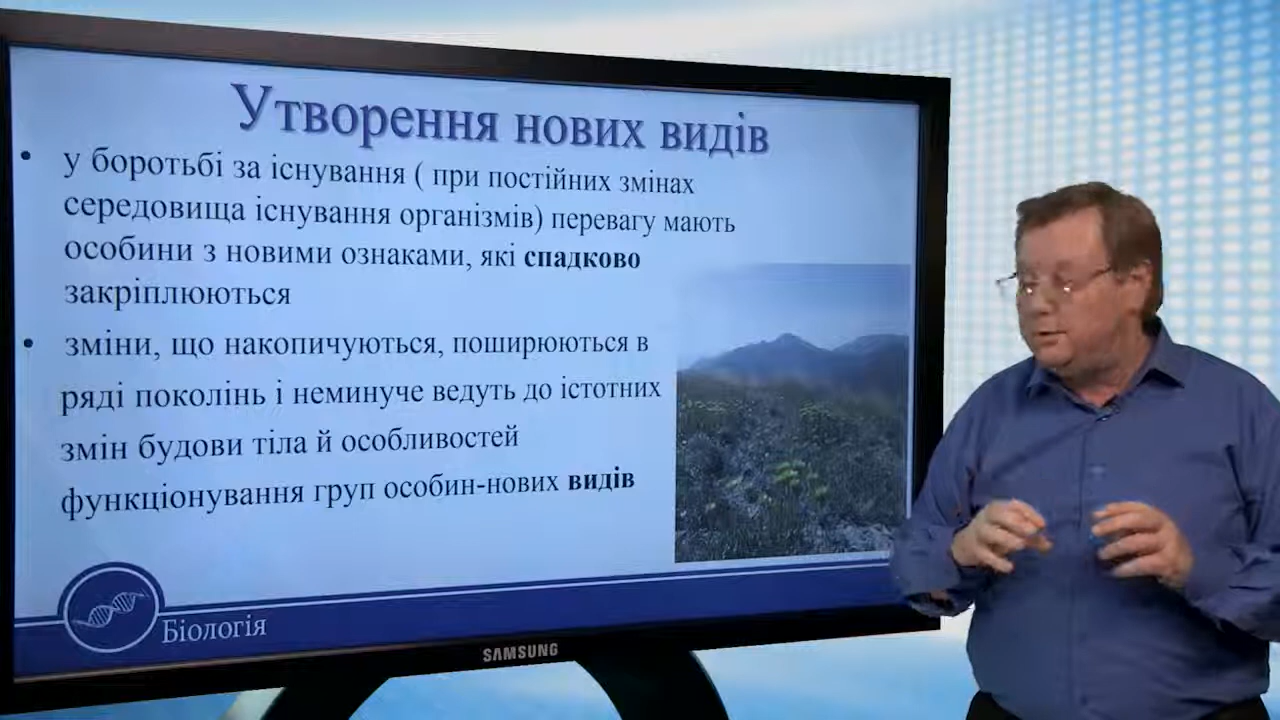 Утворення нових видів
• у боротьбі за існування ( при постійних змінах
середовища існування організмів) перевагу мають
особини з новими ознаками, які спадково
закріплюються
• зміни, що накопичуються, поширюються в
ряді поколінь і неминуче ведуть до істотних
змін будови тіла й особливостей
функціонування груп особин-нових видів
Біологія
SAMSUNG